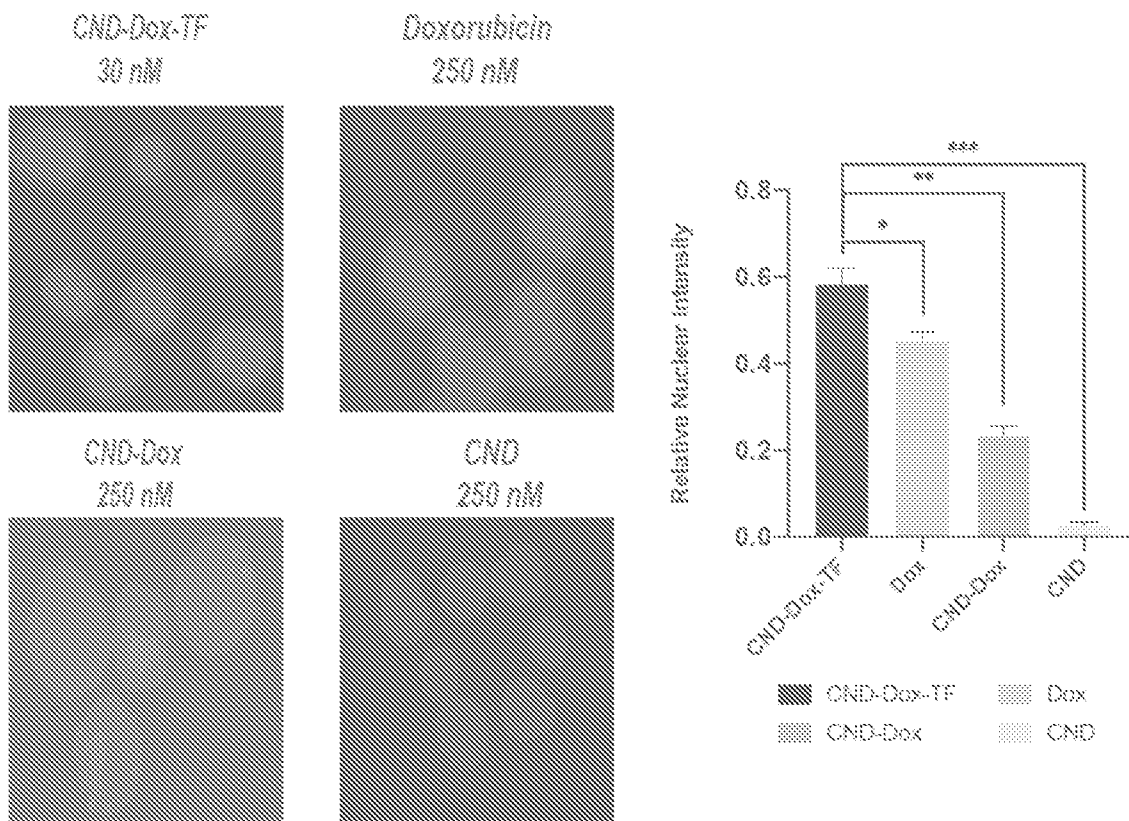 CND-Dox-TF
30 nM
Doxorubicin
250 nM
CND-Dox
250 nM
CND
250 nM
***
**
*
0.8
0.6
0.4
0.2
0.0
Relative Nuclear Intensity
CND-Dox-TF
Dox
CND-Dox
CND
CND-Dox-TF
Dox
CND-Dox
CND